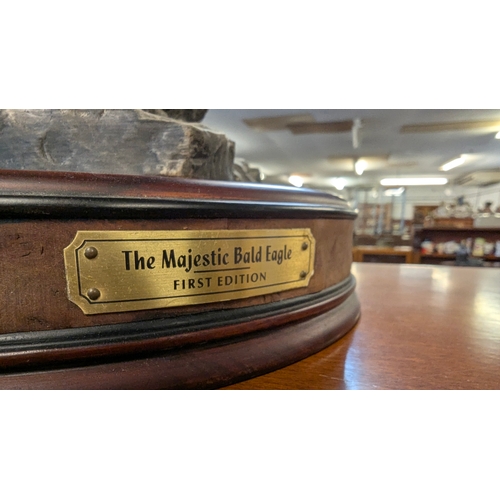 The Majestic Bald Eagle
FIRST EDITION